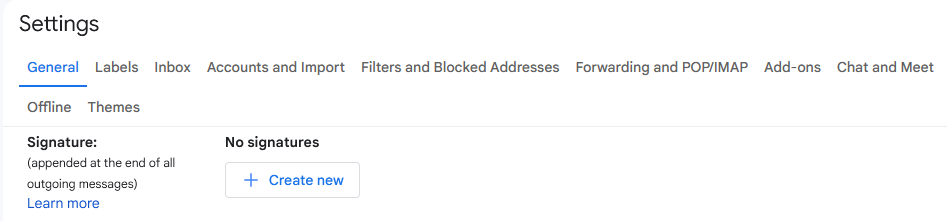 Settings
General Labels Inbox Accounts and Import Filters and Blocked Addresses Forwarding and POP/IMAP Add-ons Chat and Meet
Offline Themes
Signature: No signatures
(appended at the end of all
outgoing messages)
+ Create new
Learn more